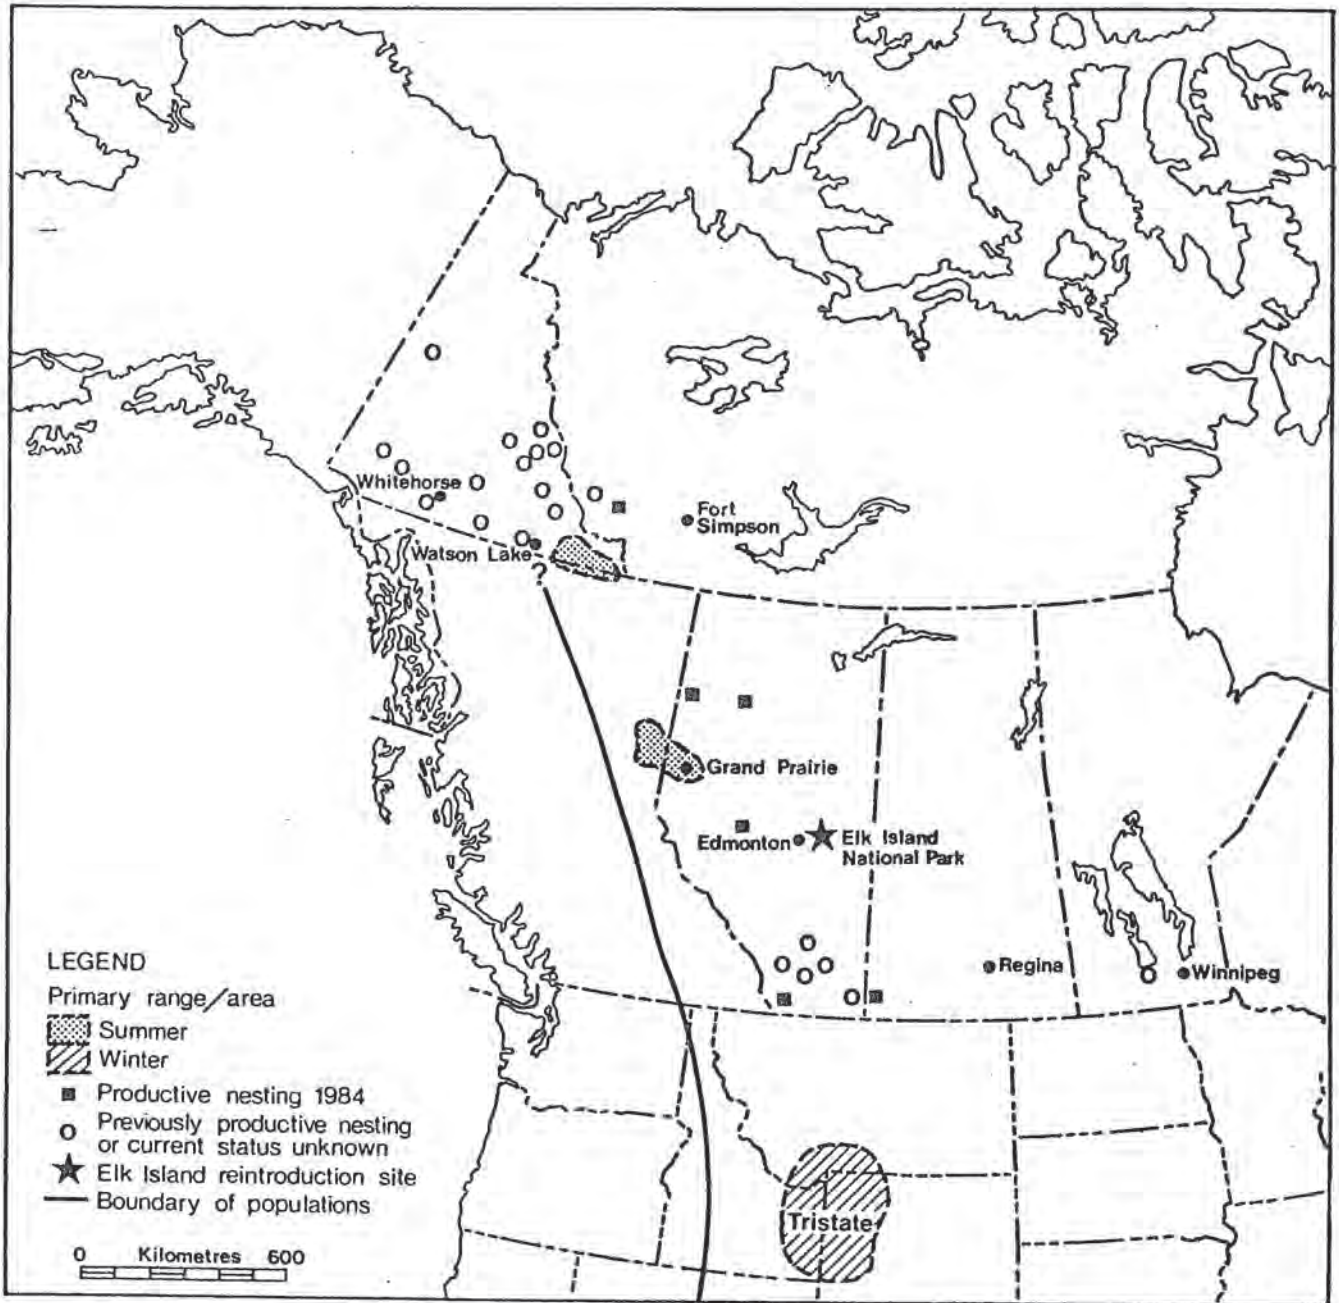 Whitehorse
Watson Lake
?
Fort
Simpson
Grand Prairie
Edmonton
Elk Island
National Park
Regina
Winnipeg
Tristate
LEGEND
Primary range/area
Summer
Winter
Productive nesting 1984
Previously productive nesting
or current status unknown
Elk Island reintroduction site
Boundary of populations
0 Kilometres 600